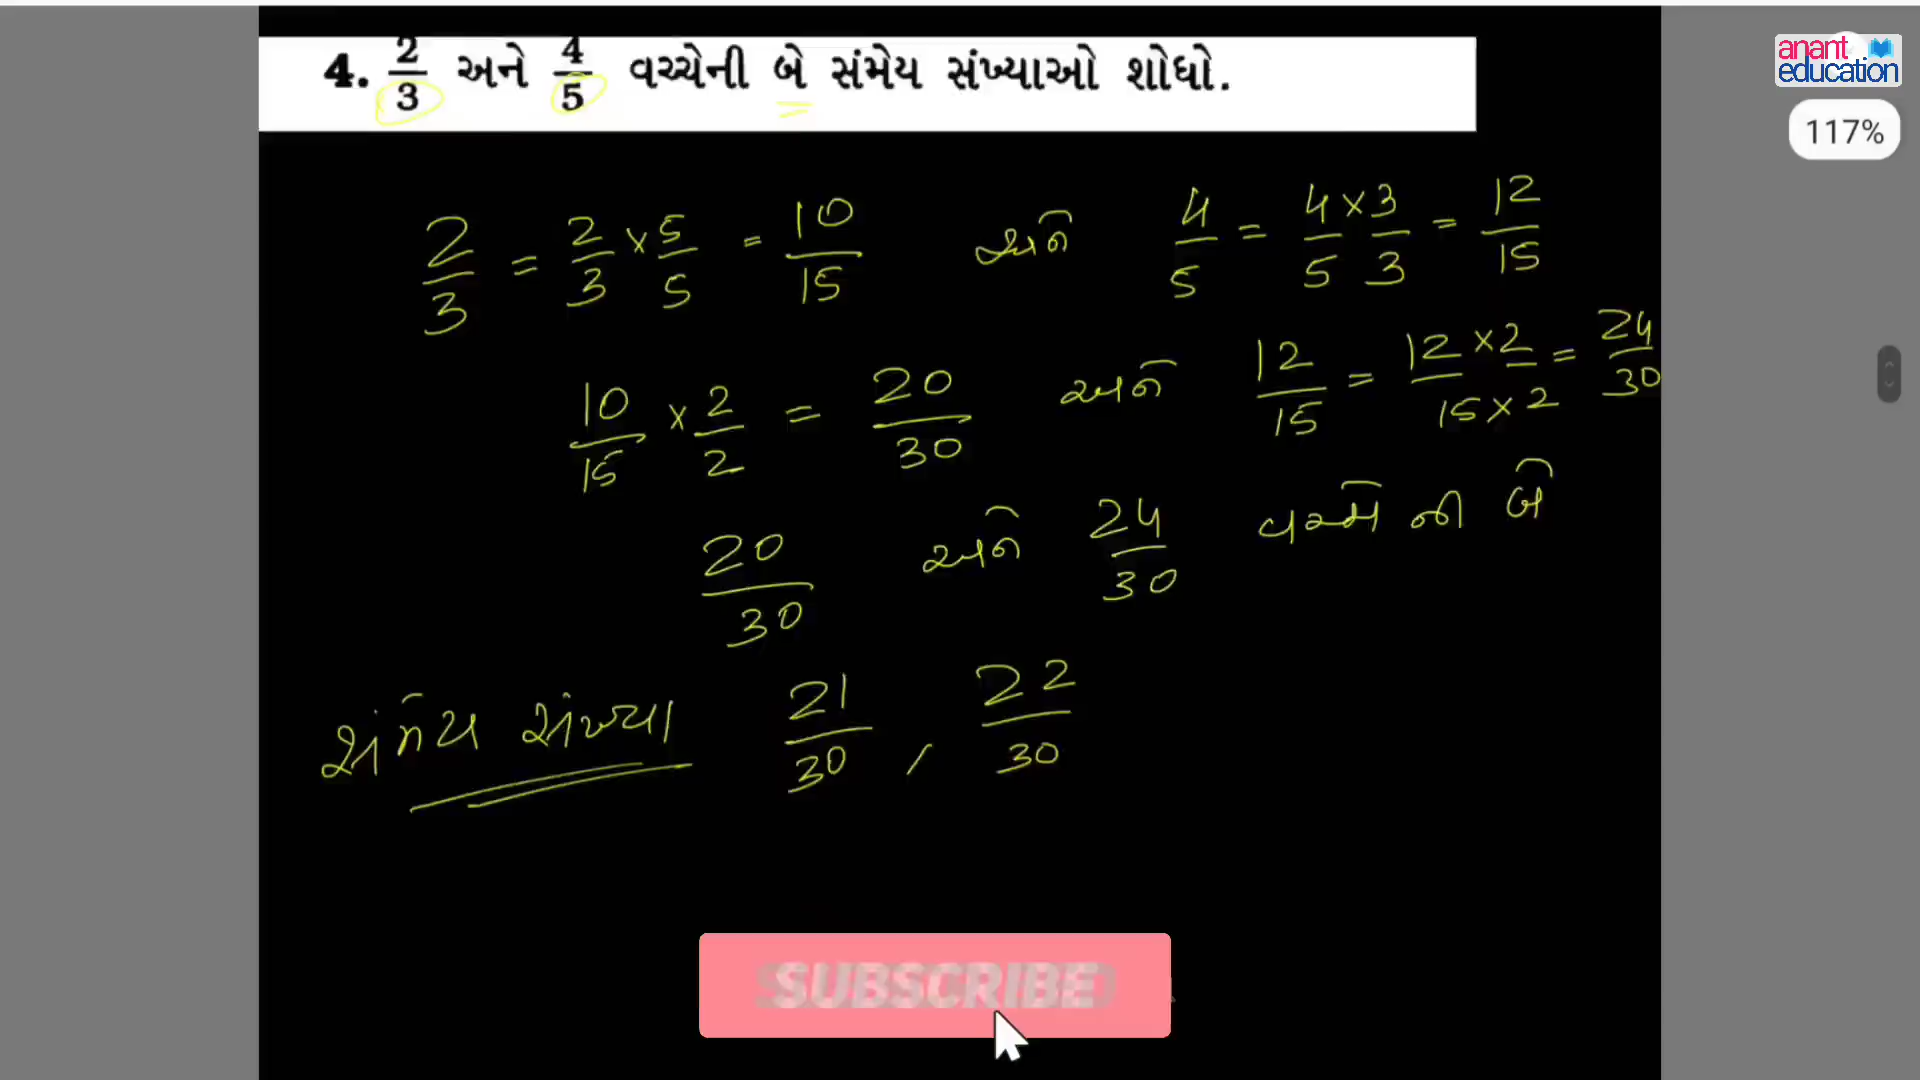 anant
education
117%
4. 2/3 અને 4/5 વચ્ચેની બે સંમેય સંખ્યાઓ શોધો.
2/3 = 2/3 × 5/5 = 10/15 અને 4/5 = 4/5 × 3/3 = 12/15
10/15 × 2/2 = 20/30 અને 12/15 = 12 × 2/15 × 2 = 24/30
20/30 અને 24/30 વચ્ચે ની બે
સંમેય સંખ્યા 21/30 , 22/30
SUBSCRIBE